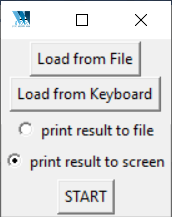 Load from File
Load from Keyboard
print result to file
print result to screen
START